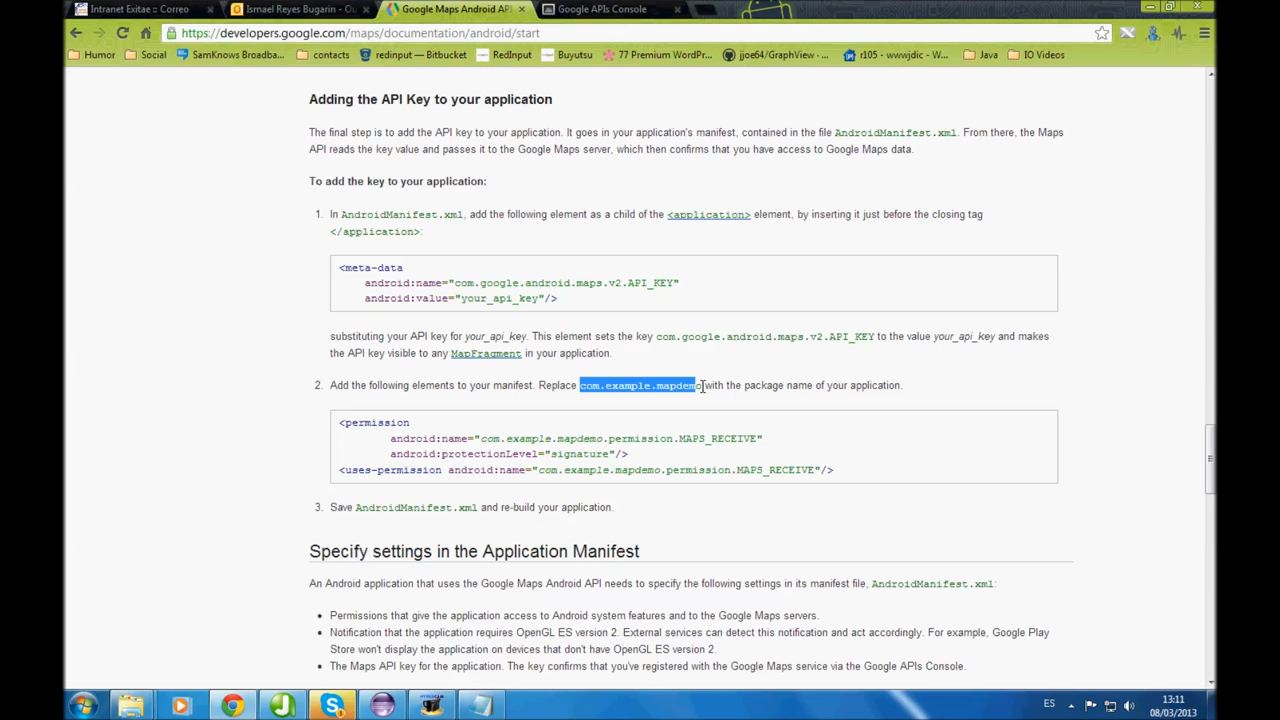 Intranet Exitae :: Correo
Ismael Reyes Bugarin - Ou
Google Maps Android API
Google APIs Console
https://developers.google.com/maps/documentation/android/start
Humor
Social
SamKnows Broadba...
contacts
redinput — Bitbucket
RedInput
Buyutsu
77 Premium WordPr...
jjoe64/GraphView · ...
r105 - wwwjdic - W...
Java
IO Videos
Adding the API Key to your application
The final step is to add the API key to your application. It goes in your application's manifest, contained in the file AndroidManifest.xml. From there, the Maps
API reads the key value and passes it to the Google Maps server, which then confirms that you have access to Google Maps data.
To add the key to your application:
1. In AndroidManifest.xml, add the following element as a child of the <application> element, by inserting it just before the closing tag
</application>:
<meta-data
android:name="com.google.android.maps.v2.API_KEY"
android:value="your_api_key"/>
substituting your API key for your_api_key. This element sets the key com.google.android.maps.v2.API_KEY to the value your_api_key and makes
the API key visible to any MapFragment in your application.
2. Add the following elements to your manifest. Replace com.example.mapdemo with the package name of your application.
<permission
android:name="com.example.mapdemo.permission.MAPS_RECEIVE"
android:protectionLevel="signature"/>
<uses-permission android:name="com.example.mapdemo.permission.MAPS_RECEIVE"/>
3. Save AndroidManifest.xml and re-build your application.
Specify settings in the Application Manifest
An Android application that uses the Google Maps Android API needs to specify the following settings in its manifest file, AndroidManifest.xml:
• Permissions that give the application access to Android system features and to the Google Maps servers.
• Notification that the application requires OpenGL ES version 2. External services can detect this notification and act accordingly. For example, Google Play
Store won't display the application on devices that don't have OpenGL ES version 2.
• The Maps API key for the application. The key confirms that you've registered with the Google Maps service via the Google APIs Console.
ES
13:11
08/03/2013